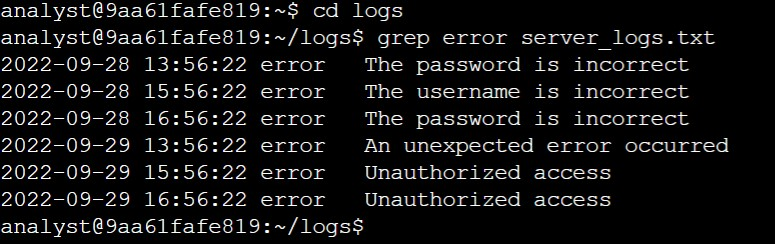 analyst@9aa61fafe819:~$ cd logs
analyst@9aa61fafe819:~/logs$ grep error server_logs.txt
2022-09-28 13:56:22 error   The password is incorrect
2022-09-28 15:56:22 error   The username is incorrect
2022-09-28 16:56:22 error   The password is incorrect
2022-09-29 13:56:22 error   An unexpected error occurred
2022-09-29 15:56:22 error   Unauthorized access
2022-09-29 16:56:22 error   Unauthorized access
analyst@9aa61fafe819:~/logs$